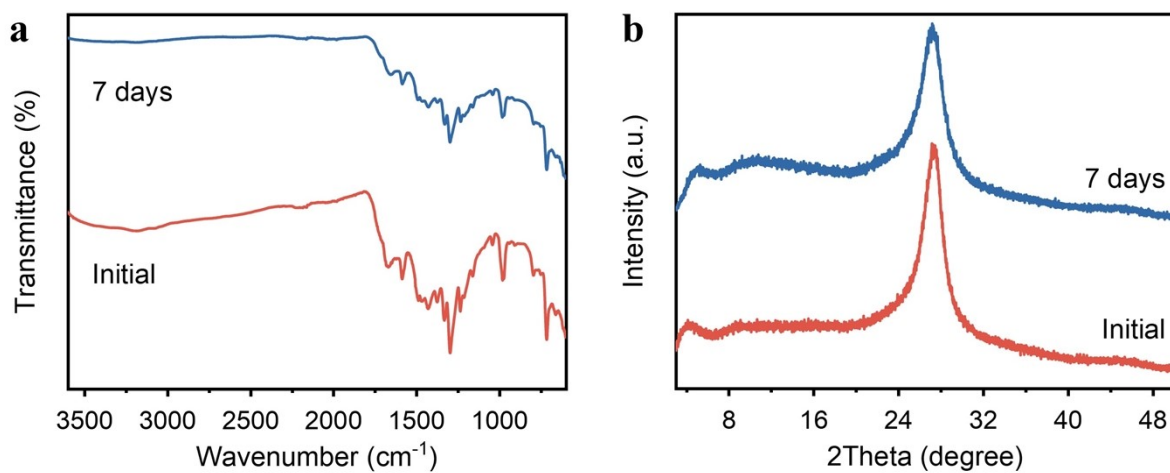 a
Transmittance (%)
7 days
Initial
3500 3000 2500 2000 1500 1000
Wavenumber (cm⁻¹)
b
Intensity (a.u.)
7 days
Initial
8 16 24 32 40 48
2Theta (degree)